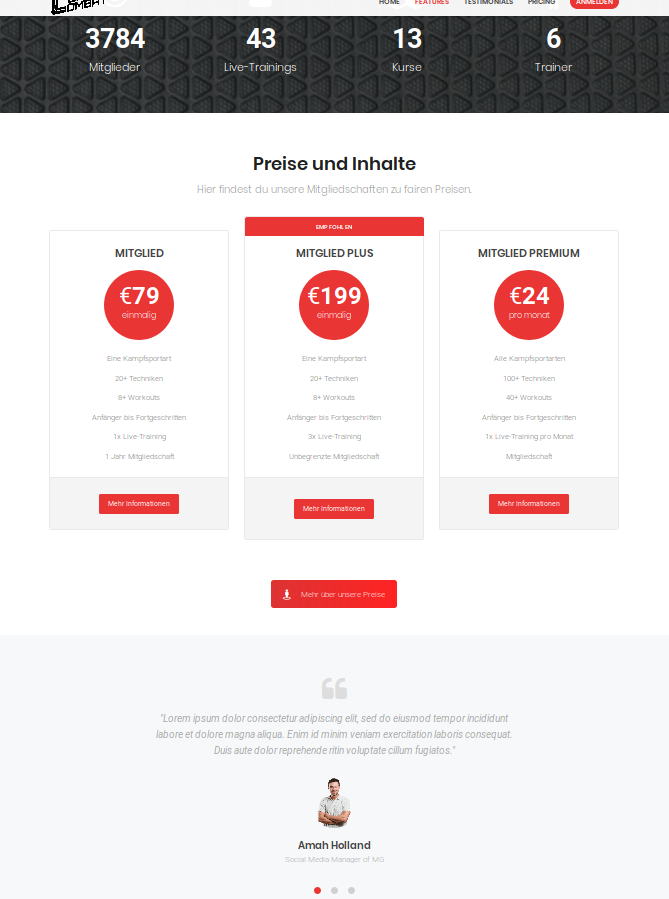 COMBAT
HOME FEATURES TESTIMONIALS PRICING ANMELDEN
3784 43 13 6
Mitglieder Live-Trainings Kurse Trainer
Preise und Inhalte
Hier findest du unsere Mitgliedschaften zu fairen Preisen.
MITGLIED
€79
einmalig
Eine Kampfsportart
20+ Techniken
8+ Workouts
Anfänger bis Fortgeschritten
1x Live-Training
1 Jahr Mitgliedschaft
Mehr Informationen
EMPFOHLEN
MITGLIED PLUS
€199
einmalig
Eine Kampfsportart
20+ Techniken
8+ Workouts
Anfänger bis Fortgeschritten
3x Live-Training
Unbegrenzte Mitgliedschaft
Mehr Informationen
MITGLIED PREMIUM
€24
pro monat
Alle Kampfsportarten
100+ Techniken
40+ Workouts
Anfänger bis Fortgeschritten
1x Live-Training pro Monat
Mitgliedschaft
Mehr Informationen
Mehr über unsere Preise
"Lorem ipsum dolor consectetur adipiscing elit, sed do eiusmod tempor incididunt
labore et dolore magna aliqua. Enim id minim veniam exercitation laboris consequat.
Duis aute dolor reprehende ritin voluptate cillum fugiatos."
Amah Holland
Social Media Manager of MG